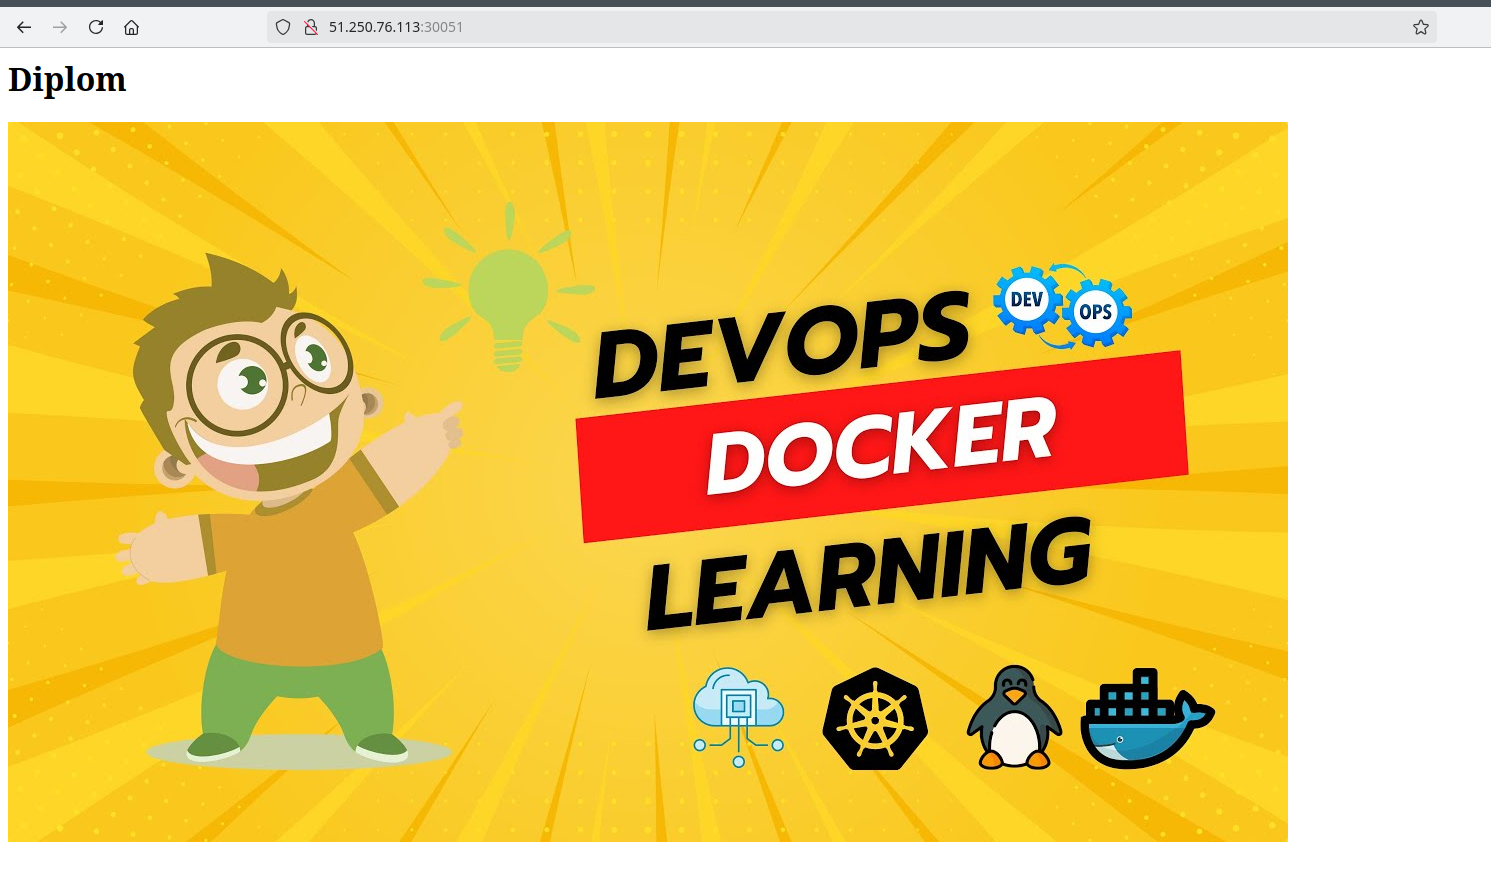 51.250.76.113:30051
Diplom
DEVOPS
DEV
OPS
DOCKER
LEARNING